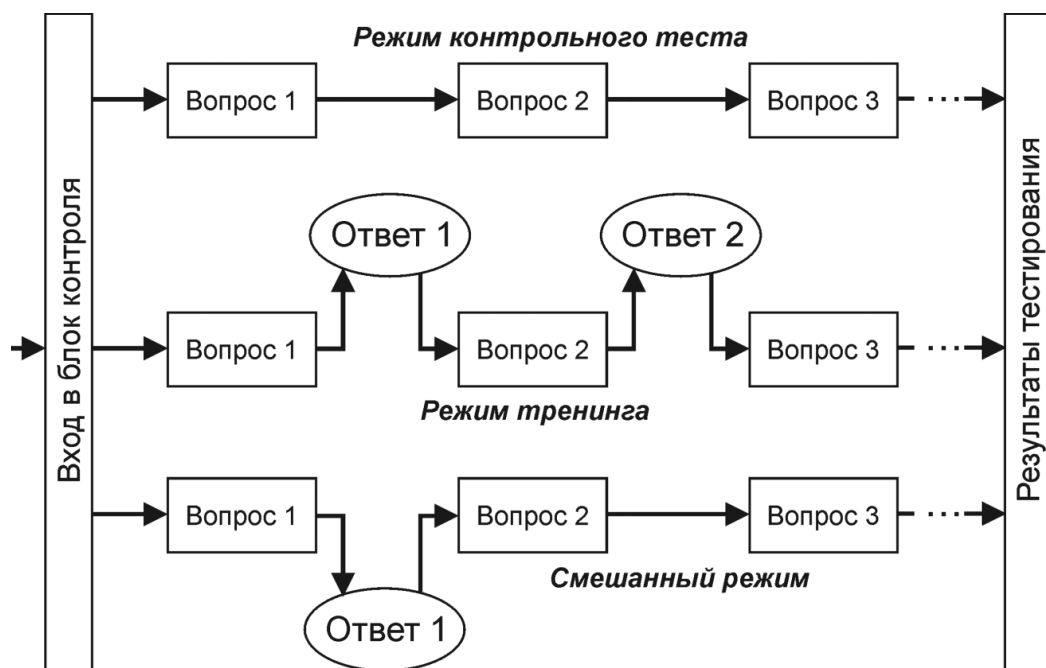 Вход в блок контроля
Режим контрольного теста
Вопрос 1
Вопрос 2
Вопрос 3
...
Ответ 1
Ответ 2
Вопрос 1
Вопрос 2
Вопрос 3
...
Режим тренинга
Вопрос 1
Вопрос 2
Вопрос 3
...
Смешанный режим
Ответ 1
Результаты тестирования